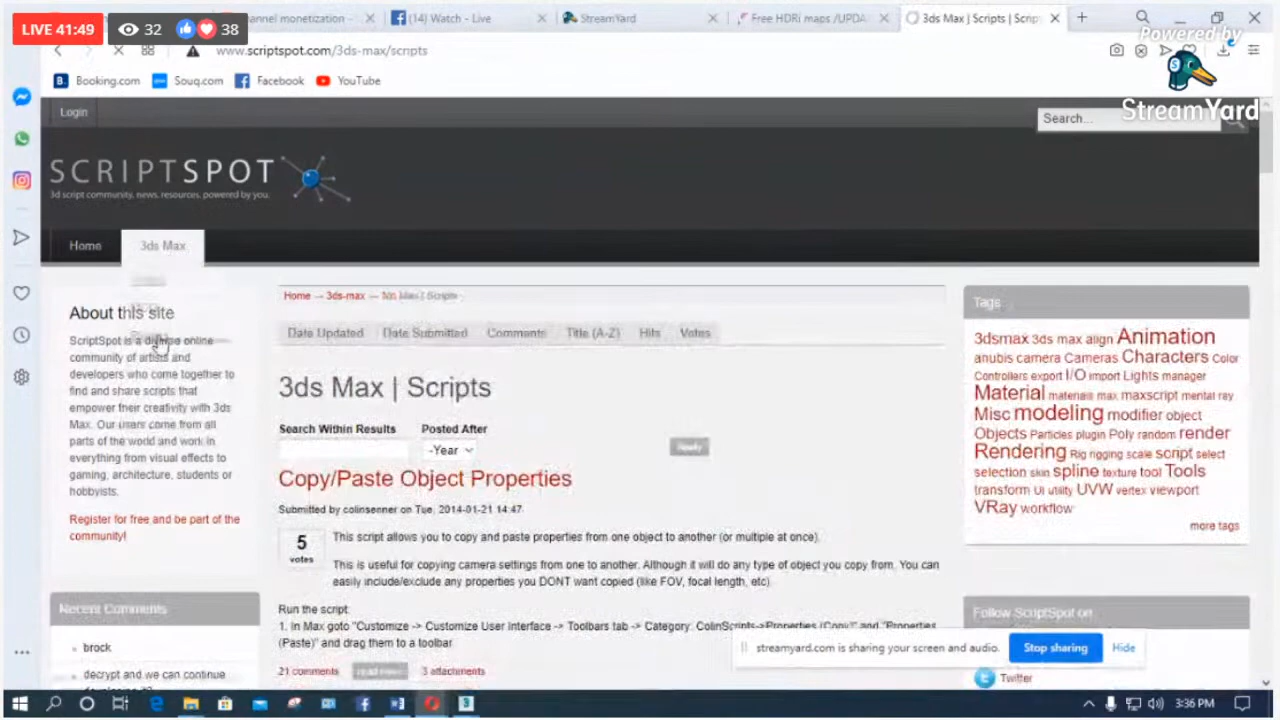 LIVE 41:49
32
38
annel monetization -
(14) Watch - Live
StreamYard
Free HDRi maps /UPDA
3ds Max | Scripts | Scrip
Powered by
StreamYard
www.scriptspot.com/3ds-max/scripts
Booking.com
Souq.com
Facebook
YouTube
Login
Search...
SCRIPTSPOT
3d script community, news, resources, powered by you.
Home
3ds Max
About this site
ScriptSpot is a online
community of artists and
developers who come together to
find and share scripts that
empower their creativity with 3ds
Max. Our users come from all
parts of the world and work in
everything from visual effects to
gaming, architecture, students or
hobbyists.
Register for free and be part of the
community!
Recent Comments
brock
decrypt and we can continue
Home → 3ds-max → 3ds Max | Scripts
Date Updated
Date Submitted
Comments
Title (A-Z)
Hits
Votes
3ds Max | Scripts
Search Within Results
Posted After
-Year
Apply
Copy/Paste Object Properties
Submitted by colinsenner on Tue, 2014-01-21 14:47
5
votes
This script allows you to copy and paste properties from one object to another (or multiple at once).
This is useful for copying camera settings from one to another. Although it will do any type of object you copy from. You can
easily include/exclude any properties you DONT want copied (like FOV, focal length, etc)
Run the script:
1. In Max goto "Customize -> Customize User Interface -> Toolbars tab -> Category: ColinScripts->Properties (Copy)" and "Properties
(Paste)" and drag them to a toolbar
21 comments
read more
3 attachments
Tags
3dsmax 3ds max align Animation
anubis camera Cameras Characters Color
Controllers export I/O import Lights manager
Material materials max maxscript mental ray
Misc modeling modifier object
Objects Particles plugin Poly random render
Rendering Rig rigging scale script select
selection skin spline texture tool Tools
transform UI utility UVW vertex viewport
VRay workflow
more tags
Follow ScriptSpot on
streamyard.com is sharing your screen and audio.
Stop sharing
Hide
Twitter
3:36 PM